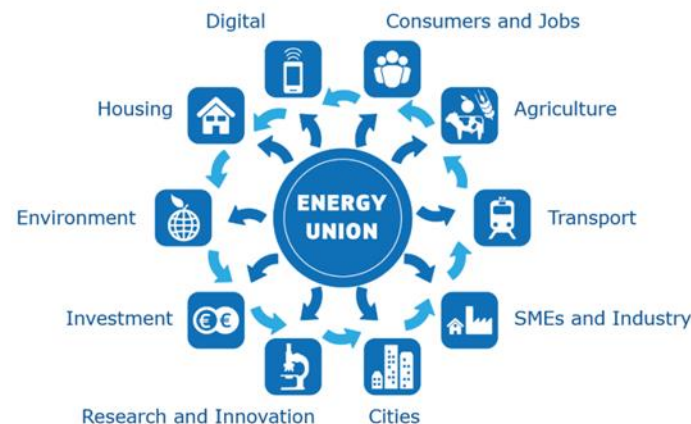 Digital
Consumers and Jobs
Housing
Agriculture
ENERGY
UNION
Environment
Transport
Investment
€ €
SMEs and Industry
Research and Innovation
Cities